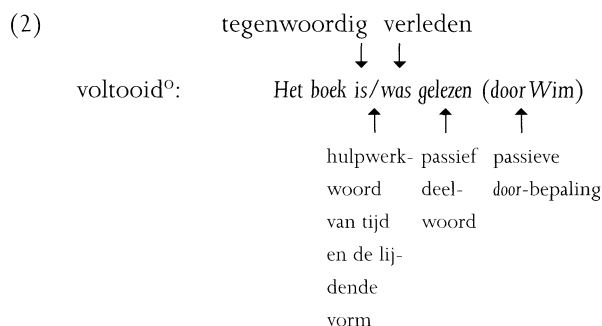 (2) tegenwoordig verleden
voltooid⁰: Het boek is/was gelezen (door Wim)
hulpwerk- passief passieve
woord deel- door-bepaling
van tijd woord
en de lij-
dende
vorm